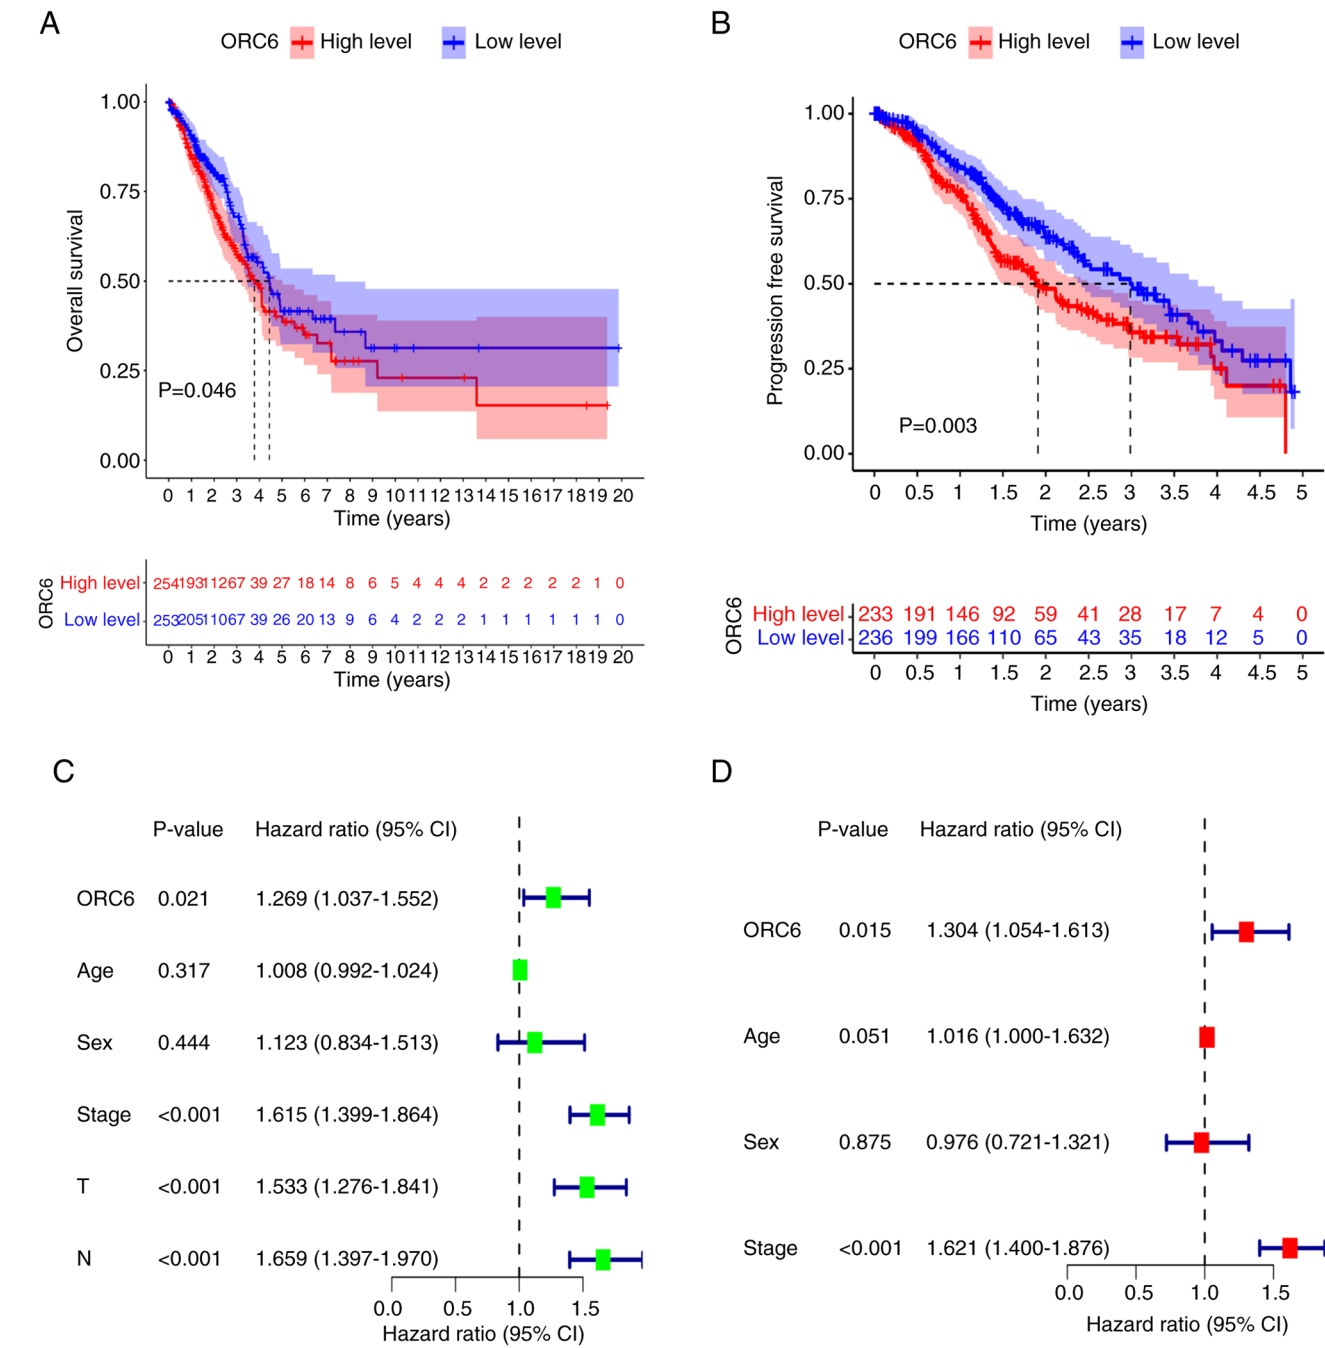 A
ORC6 High level Low level
1.00
0.75
0.50
0.25
0.00
Overall survival
P=0.046
0 1 2 3 4 5 6 7 8 9 10 11 12 13 14 15 16 17 18 19 20
Time (years)
ORC6
High level 254 193 112 67 39 27 18 14 8 6 5 4 4 4 2 2 2 2 2 1 0
Low level 253 205 110 67 39 26 20 13 9 6 4 2 2 2 1 1 1 1 1 1 0
0 1 2 3 4 5 6 7 8 9 10 11 12 13 14 15 16 17 18 19 20
Time (years)
B
ORC6 High level Low level
1.00
0.75
0.50
0.25
0.00
Progression free survival
P=0.003
0 0.5 1 1.5 2 2.5 3 3.5 4 4.5 5
Time (years)
ORC6
High level 233 191 146 92 59 41 28 17 7 4 0
Low level 236 199 166 110 65 43 35 18 12 5 0
0 0.5 1 1.5 2 2.5 3 3.5 4 4.5 5
Time (years)
C
P-value Hazard ratio (95% CI)
ORC6 0.021 1.269 (1.037-1.552)
Age 0.317 1.008 (0.992-1.024)
Sex 0.444 1.123 (0.834-1.513)
Stage <0.001 1.615 (1.399-1.864)
T <0.001 1.533 (1.276-1.841)
N <0.001 1.659 (1.397-1.970)
0.0 0.5 1.0 1.5
Hazard ratio (95% CI)
D
P-value Hazard ratio (95% CI)
ORC6 0.015 1.304 (1.054-1.613)
Age 0.051 1.016 (1.000-1.632)
Sex 0.875 0.976 (0.721-1.321)
Stage <0.001 1.621 (1.400-1.876)
0.0 0.5 1.0 1.5
Hazard ratio (95% CI)